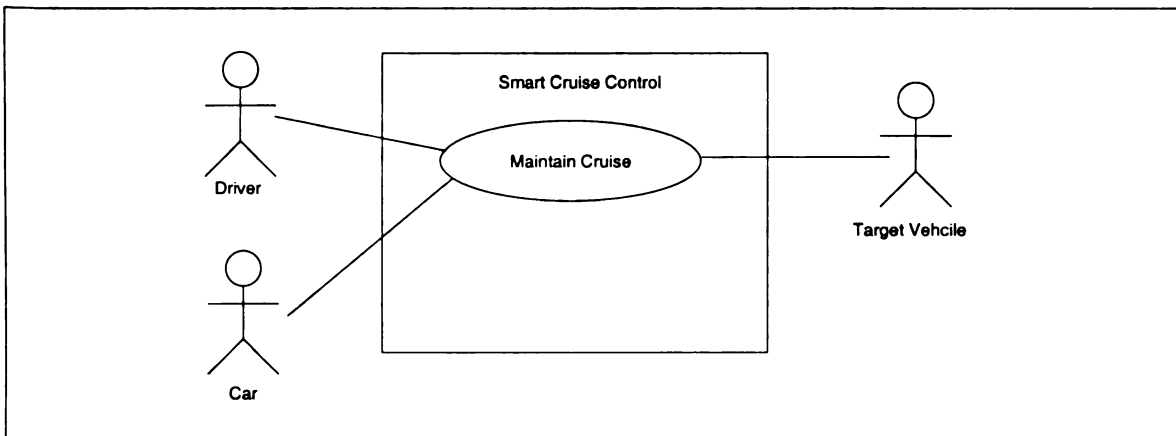 Smart Cruise Control
Maintain Cruise
Driver
Target Vehcile
Car